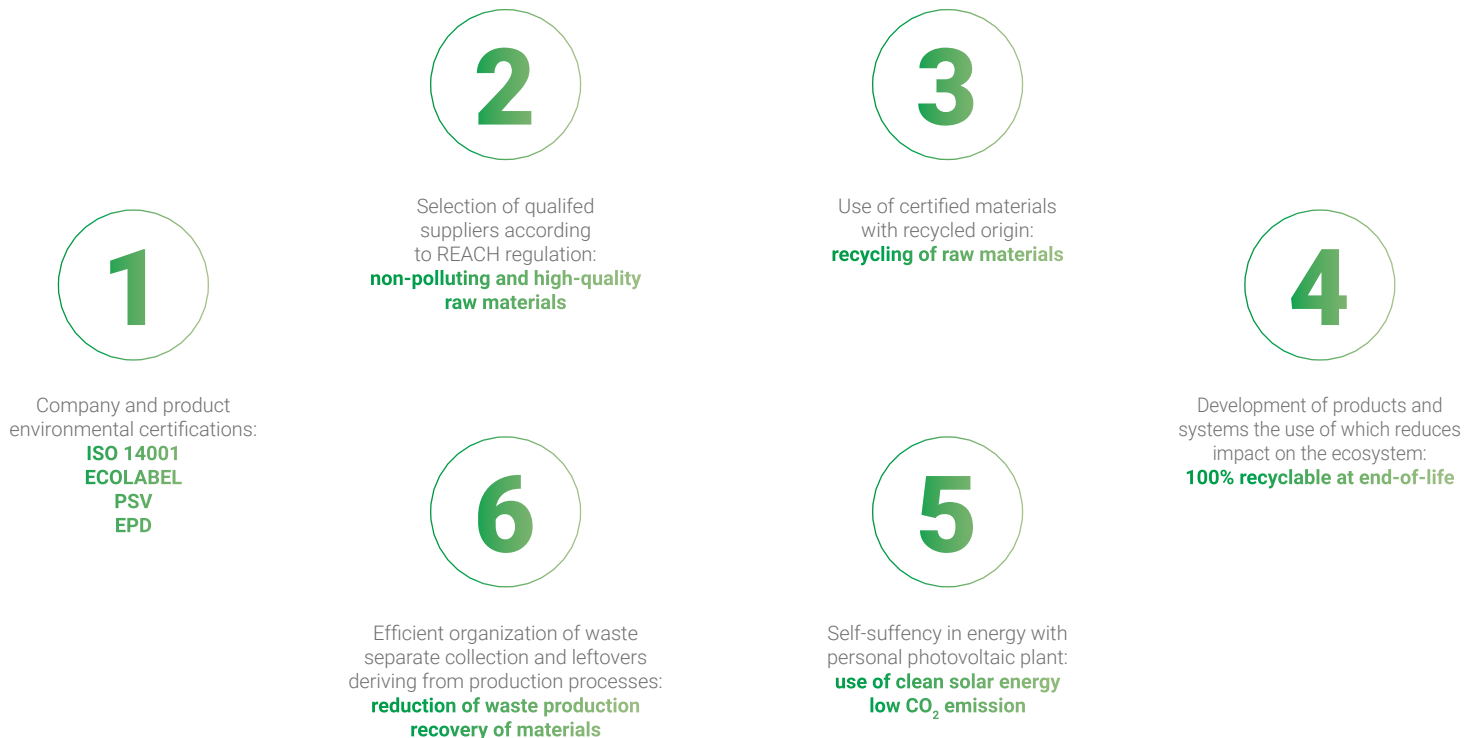 1
Company and product
environmental certifications:
ISO 14001
ECOLABEL
PSV
EPD
2
Selection of qualifed
suppliers according
to REACH regulation:
non-polluting and high-quality
raw materials
3
Use of certified materials
with recycled origin:
recycling of raw materials
4
Development of products and
systems the use of which reduces
impact on the ecosystem:
100% recyclable at end-of-life
5
Self-suffency in energy with
personal photovoltaic plant:
use of clean solar energy
low CO₂ emission
6
Efficient organization of waste
separate collection and leftovers
deriving from production processes:
reduction of waste production
recovery of materials